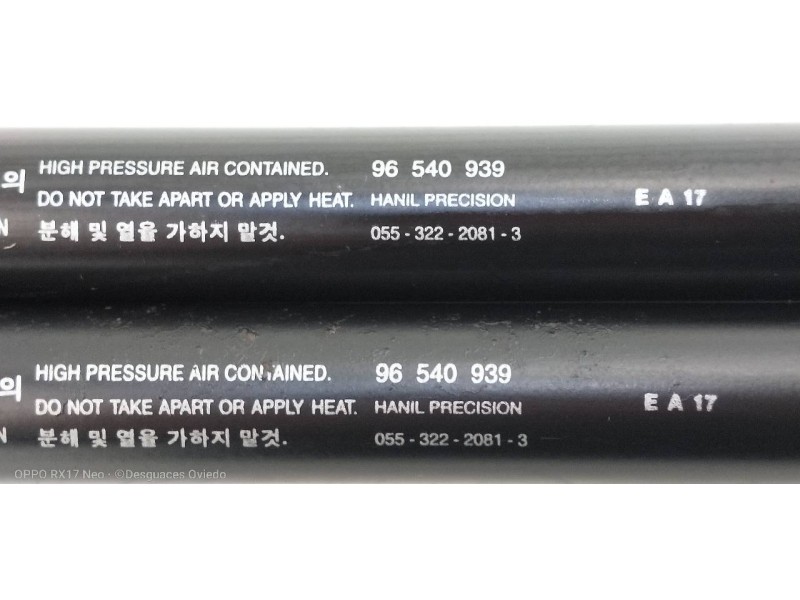 HIGH PRESSURE AIR CONTAINED. 96 540 939
의
DO NOT TAKE APART OR APPLY HEAT. HANIL PRECISION E A 17
N 분해 및 열을 가하지 말것. 055 - 322 - 2081 - 3
HIGH PRESSURE AIR CONTAINED. 96 540 939
의
DO NOT TAKE APART OR APPLY HEAT. HANIL PRECISION E A 17
N 분해 및 열을 가하지 말것. 055 - 322 - 2081 - 3
OPPO RX17 Neo · ©Desguaces Oviedo